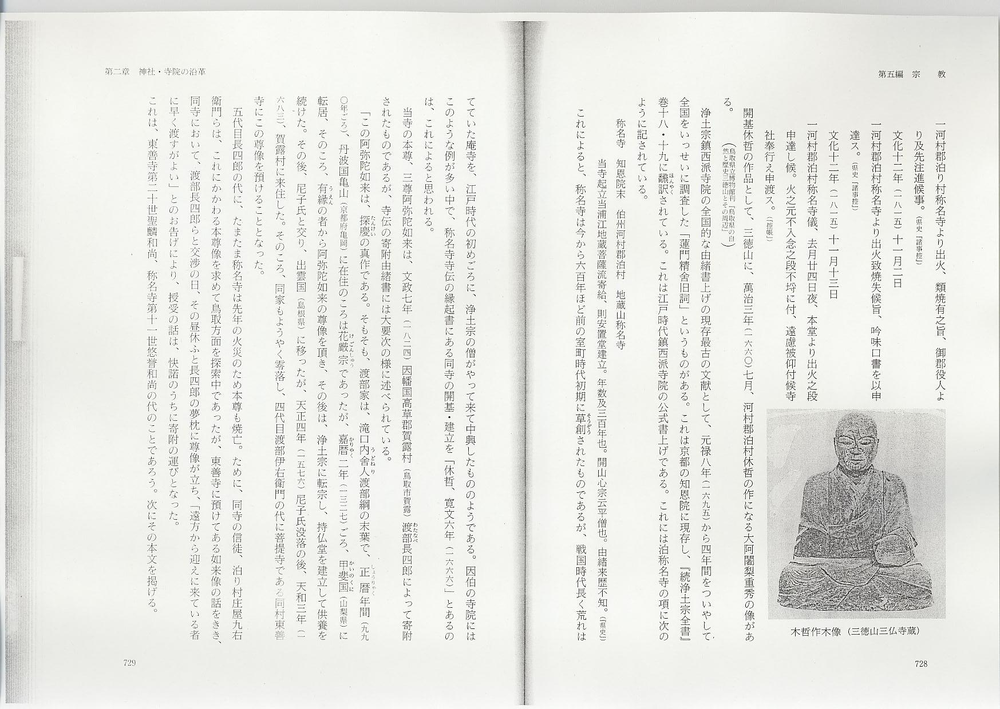 第五編　宗　　教
一河村郡泊り村称名寺より出火、類焼有之旨、御郡役人よ
り及先注進候事。（県史「諸事控」）
文化十二年（一八一五）十一月二日
一河村郡泊村称名寺より出火致焼失候旨、吟味口書を以申
達ス。（県史「諸事控」）
文化十二年（一八一五）十一月十三日
一河村郡泊村称名寺儀、去月廿四日夜、本堂より出火之段
申達し候。火之元不入念之段不埒に付、遠慮被仰付候寺
社奉行え申渡ス。（「控帳」）
木哲作木像（三徳山三仏寺蔵）
開基休哲の作品として、三徳山に、萬治三年（一六六〇）七月、河村郡泊村休哲の作になる大阿闍梨重秀の像があ
る。（鳥取県立博物館刊『鳥取県の自然と歴史三徳山とその周辺』）
浄土宗鎮西派寺院の全国的な由緒書上げの現存最古の文献として、元禄八年（一六九五）から四年間をついやして
全国をいっせいに調査した「蓮門精舎旧詞」というものがある。これは京都の知恩院に現存し、『続浄土宗全書』
巻十八・十九に飜訳ほんやくされている。これは江戸時代鎮西派寺院の公式書上げである。これには泊称名寺の項に次の
ように記されている。
称名寺　知恩院末　伯州河村郡泊村　地蔵山称名寺
当寺起立当浦江地蔵菩薩流寄給、則安置堂建立。年数及三百年也。開山心宗云平僧也。由緒来歴不知。（『県史』）
これによると、称名寺は今から六百年ほど前の室町時代初期に草創そうぞうされたものであるが、戦国時代長く荒れは
728
第二章　神社・寺院の沿革
てていた庵寺を、江戸時代の初めごろに、浄土宗の僧がやって来て中興したもののようである。因伯の寺院には
このような例が多い中で、称名寺寺伝の縁起書にある同寺の開基・建立を「休哲、寛文六年（一六六六）」とあるの
は、これによると思われる。
当寺の本尊、三尊阿弥陀如来は、文政七年（一八二四）因幡国高草郡賀露村（鳥取市賀露）渡部わたなべ長四郎によって寄附
されたものであるが、寺伝の寄附由緒書には大要次の様に述べられている。
「この阿弥陀如来は、探慶たんけいの真作である。そもそも、渡部家は、滝口内舎人うどねり渡部綱の末葉で、正暦しょうりゃく年間（九九
〇年ごろ）、丹波国亀山（京都府亀岡）に在住のころは花厳宗けごんしゅうであったが、嘉暦かりやく二年（一三二七）ごろ、甲斐国かいのくに（山梨県）に
転居、そのころ、有縁うえんの者から阿弥陀如来の尊像を頂き、その後は、浄土宗に転宗し、持仏堂を建立して供養を
続けた。その後、尼子氏と交り、出雲国（島根県）に移ったが、天正四年（一五七六）尼子氏没落の後、天和三年（一
六八三）、賀露村に来住した。そのころ、同家もようやく零落し、四代目渡部伊右衛門の代に菩提寺である同村東善
寺にこの尊像を預けることとなった。
五代目長四郎の代に、たまたま称名寺は先年の火災のため本尊も焼亡。ために、同寺の信徒、泊り村庄屋九右
衛門らは、これにかかわる本尊像を求めて鳥取方面を探索中であったが、東善寺に預けてある如来像の話をきき、
同寺において、渡部長四郎らと交渉の日、その昼休ふと長四郎の夢枕に尊像が立ち、「遠方から迎えに来ている者
に早く渡すがよい」とのお告げにより、授受の話は、快諾のうちに寄附の運びとなった。
これは、東善寺第二十世聖麟和尚、称名寺第十一世悠誉和尚の代のことであろう。次にその本文を掲げる。
729